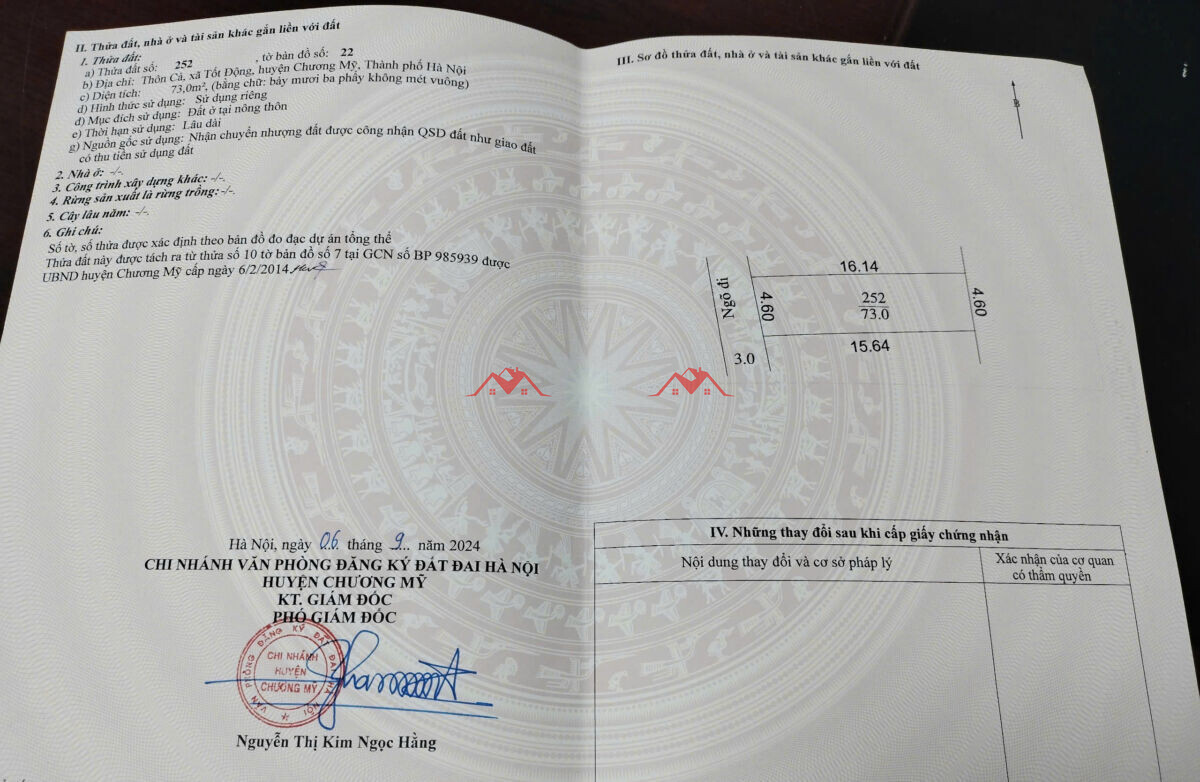 II. Thửa đất, nhà ở và tài sản khác gắn liền với đất
1. Thửa đất:
a) Thửa đất số: 252 , tờ bản đồ số: 22
b) Địa chỉ: Thôn Cả, xã Tốt Động, huyện Chương Mỹ, Thành phố Hà Nội
c) Diện tích: 73,0m², (bằng chữ: bảy mươi ba phẩy không mét vuông)
d) Hình thức sử dụng: Sử dụng riêng
đ) Mục đích sử dụng: Đất ở tại nông thôn
e) Thời hạn sử dụng: Lâu dài
g) Nguồn gốc sử dụng: Nhận chuyển nhượng đất được công nhận QSD đất như giao đất
có thu tiền sử dụng đất
2. Nhà ở: -/-.
3. Công trình xây dựng khác: -/-.
4. Rừng sản xuất là rừng trồng: -/-.
5. Cây lâu năm: -/-.
6. Ghi chú:
Số tờ, số thửa được xác định theo bản đồ đo đạc dự án tổng thể
Thửa đất này được tách ra từ thửa số 10 tờ bản đồ số 7 tại GCN số BP 985939 được
UBND huyện Chương Mỹ cấp ngày 6/2/2014.
Hà Nội, ngày 06 tháng 9 năm 2024
CHI NHÁNH VĂN PHÒNG ĐĂNG KÝ ĐẤT ĐAI HÀ NỘI
HUYỆN CHƯƠNG MỸ
KT. GIÁM ĐỐC
PHÓ GIÁM ĐỐC
VĂN PHÒNG ĐĂNG KÝ ĐẤT ĐAI HÀ NỘI
CHI NHÁNH
HUYỆN
CHƯƠNG MỸ
Nguyễn Thị Kim Ngọc Hằng
III. Sơ đồ thửa đất, nhà ở và tài sản khác gắn liền với đất
B
16.14
Ngõ đi
4.60
252
73.0
4.60
15.64
3.0
IV. Những thay đổi sau khi cấp giấy chứng nhận
Nội dung thay đổi và cơ sở pháp lý
Xác nhận của cơ quan
có thẩm quyền